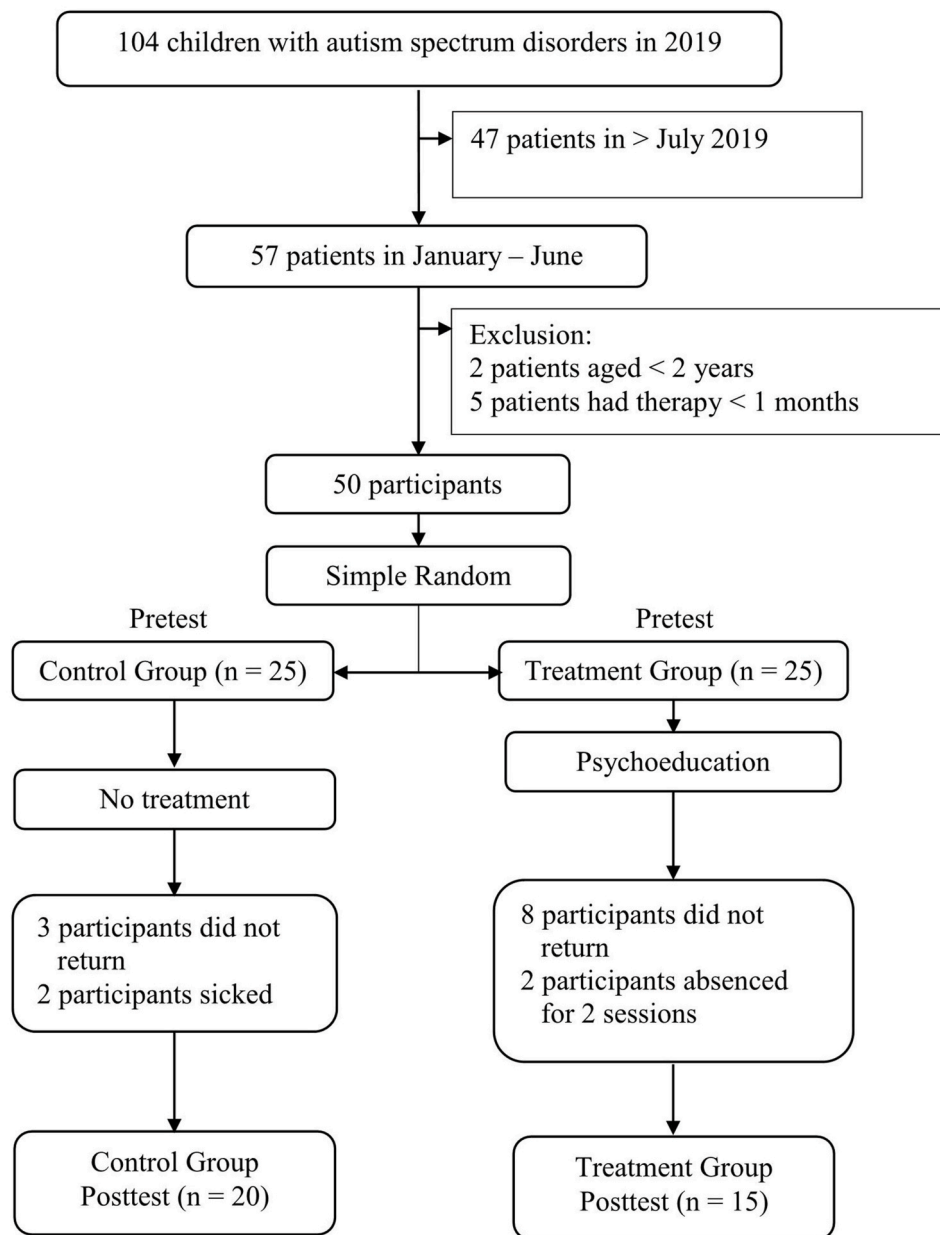 104 children with autism spectrum disorders in 2019
47 patients in > July 2019
57 patients in January – June
Exclusion:
2 patients aged < 2 years
5 patients had therapy < 1 months
50 participants
Simple Random
Pretest
Pretest
Control Group (n = 25)
Treatment Group (n = 25)
Psychoeducation
No treatment
3 participants did not
return
2 participants sicked
8 participants did not
return
2 participants absenced
for 2 sessions
Control Group
Posttest (n = 20)
Treatment Group
Posttest (n = 15)